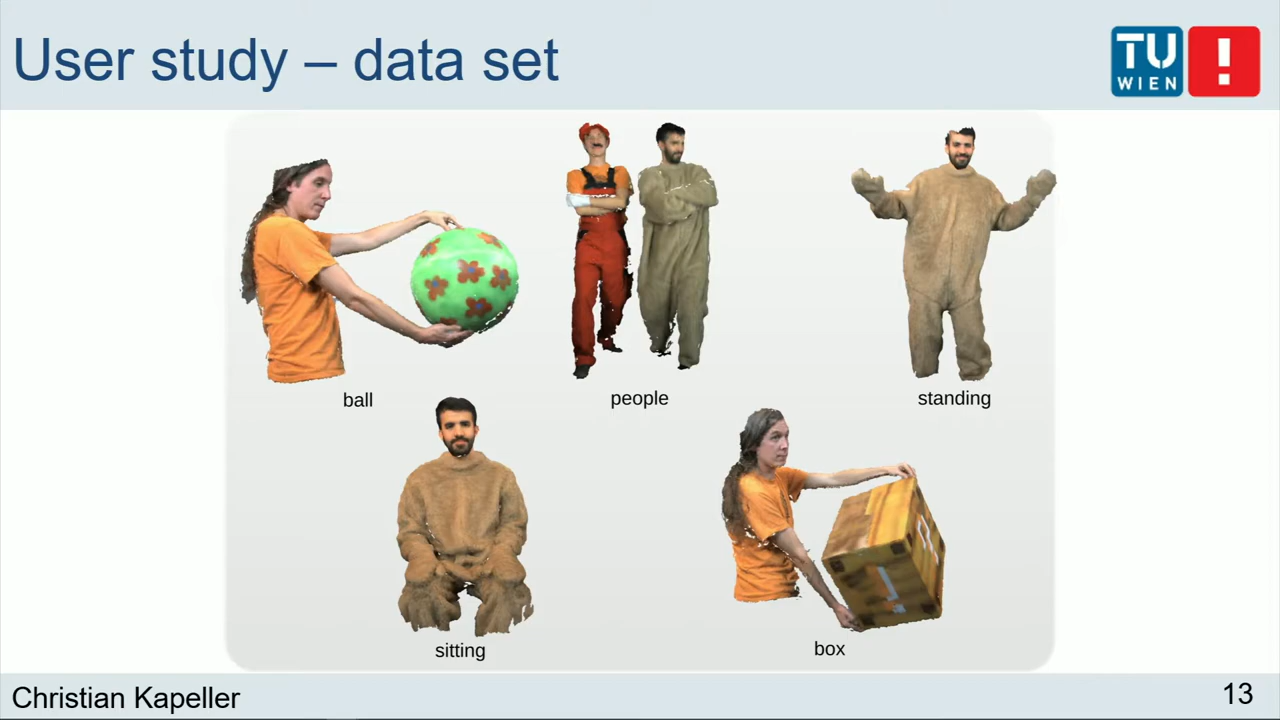 User study – data set
TU
WIEN
!
ball
people
standing
sitting
box
Christian Kapeller
13